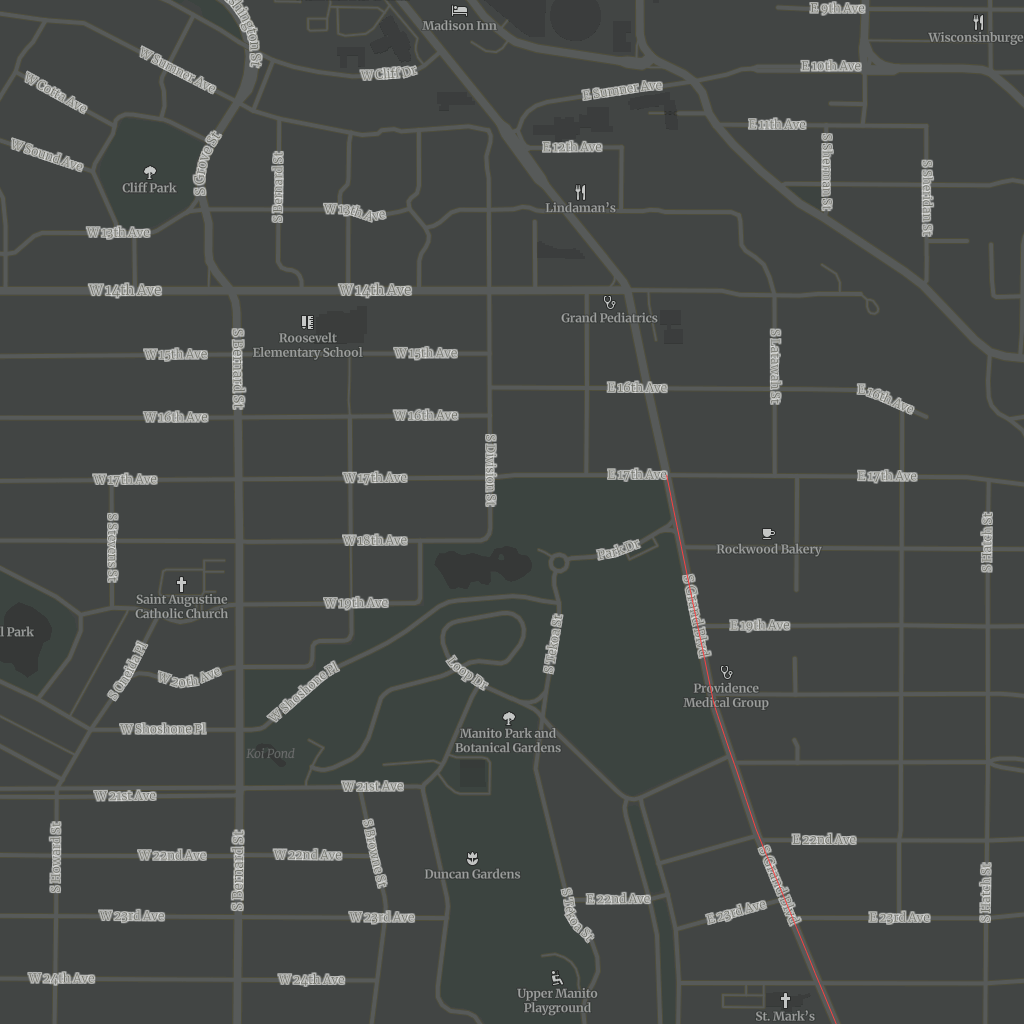 E 9th Ave
Madison Inn
Wisconsinburge
W Sumner Ave
W Cliff Dr
E 10th Ave
W Cotta Ave
E Sumner Ave
E 11th Ave
W Sound Ave
S Grove St
E 12th Ave
S Sherman St
Cliff Park
S Bernard St
S Sheridan St
Lindaman's
W 13th Ave
W 13th Ave
W 14th Ave
W 14th Ave
Grand Pediatrics
Roosevelt
Elementary School
W 15th Ave
W 15th Ave
S Bernard St
S Latawah St
E 16th Ave
E 16th Ave
W 16th Ave
W 16th Ave
S Division St
E 17th Ave
E 17th Ave
W 17th Ave
W 17th Ave
S Stevens St
W 18th Ave
Park Dr
Rockwood Bakery
S Hatch St
Saint Augustine
Catholic Church
W 19th Ave
S Grand Blvd
E 19th Ave
l Park
S Tekoa St
S Oneida Pl
W 20th Ave
Loop Dr
W Shoshone Pl
Providence
Medical Group
W Shoshone Pl
Manito Park and
Botanical Gardens
Koi Pond
W 21st Ave
W 21st Ave
S Howard St
S Bernard St
W 22nd Ave
W 22nd Ave
S Browne St
E 22nd Ave
Duncan Gardens
S Grand Blvd
S Hatch St
E 22nd Ave
S Tekoa St
E 23rd Ave
W 23rd Ave
W 23rd Ave
E 23rd Ave
W 24th Ave
W 24th Ave
Upper Manito
Playground
St. Mark's